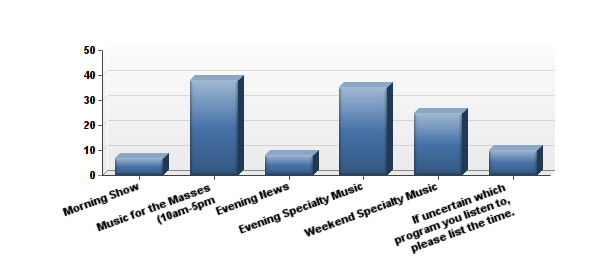 50
40
30
20
10
0
Morning Show
Music for the Masses
(10am-5pm
Evening News
Evening Specialty Music
Weekend Specialty Music
If uncertain which
program you listen to,
please list the time.